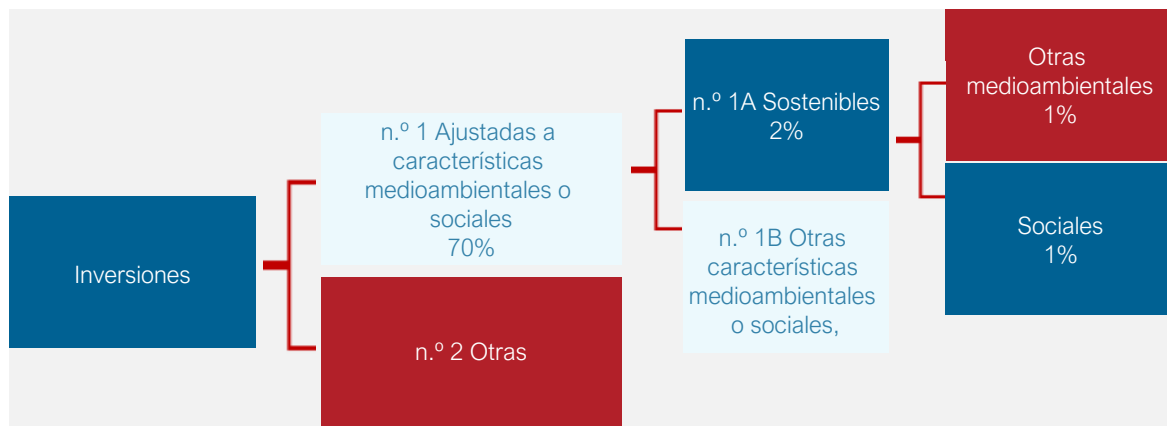 Inversiones
n.º 1 Ajustadas a
características
medioambientales o
sociales
70%
n.º 2 Otras
n.º 1A Sostenibles
2%
n.º 1B Otras
características
medioambientales
o sociales,
Otras
medioambientales
1%
Sociales
1%